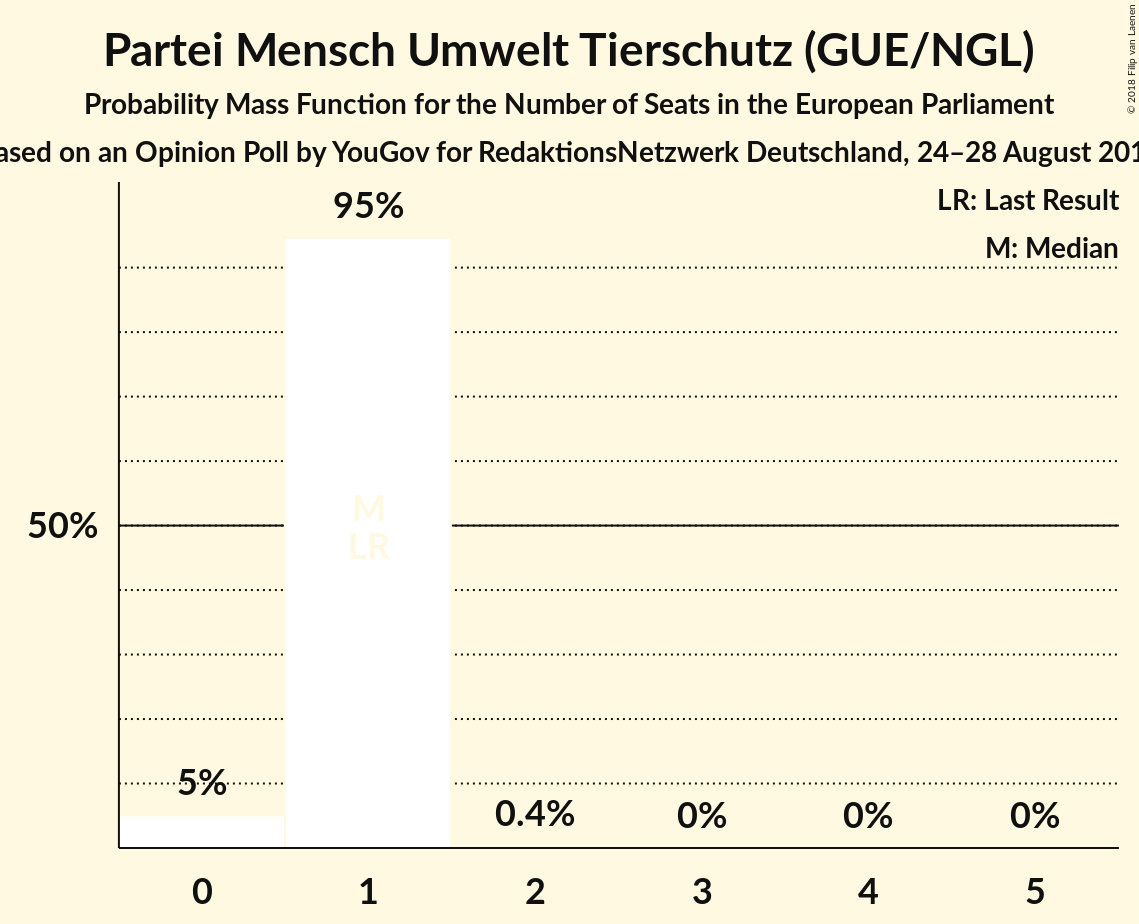 Partei Mensch Umwelt Tierschutz (GUE/NGL)
Probability Mass Function for the Number of Seats in the European Parliament
ased on an Opinion Poll by YouGov for RedaktionsNetzwerk Deutschland, 24–28 August 201
© 2018 Filip van Laenen
LR: Last Result
M: Median
95%
M
LR
50%
5%
0.4%
0%
0%
0%
0
1
2
3
4
5